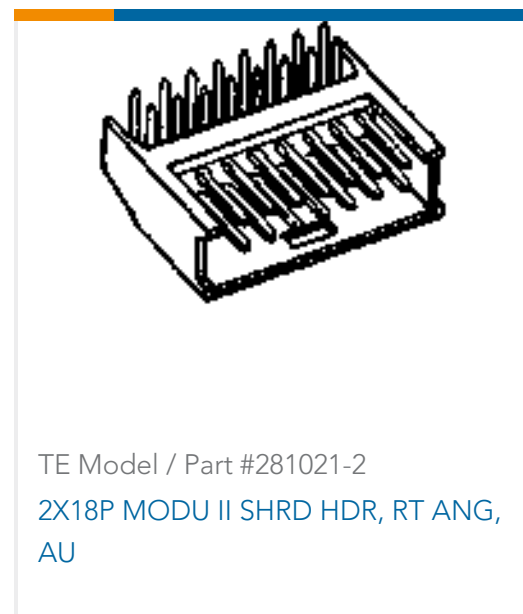 TE Model / Part #281021-2
2X18P MODU II SHRD HDR, RT ANG,
AU